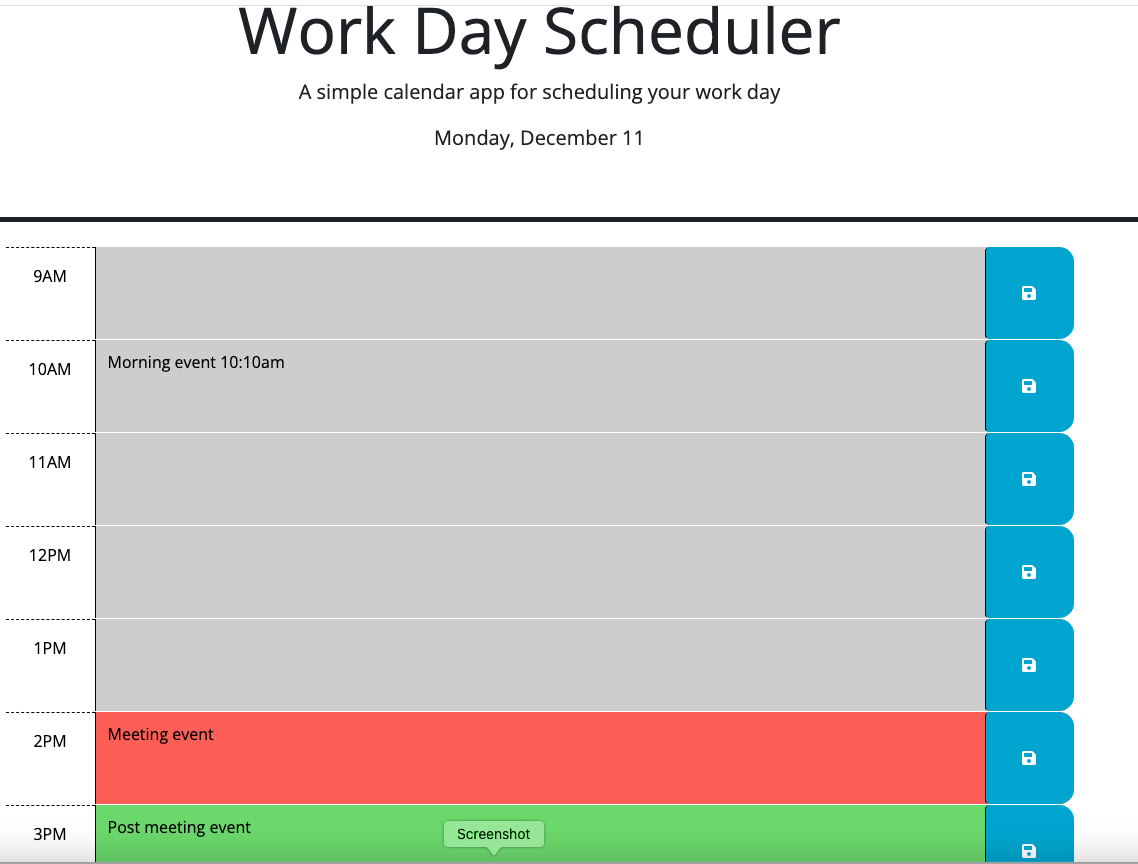 Work Day Scheduler
A simple calendar app for scheduling your work day
Monday, December 11
9AM
10AM
Morning event 10:10am
11AM
12PM
1PM
2PM
Meeting event
3PM
Post meeting event
Screenshot